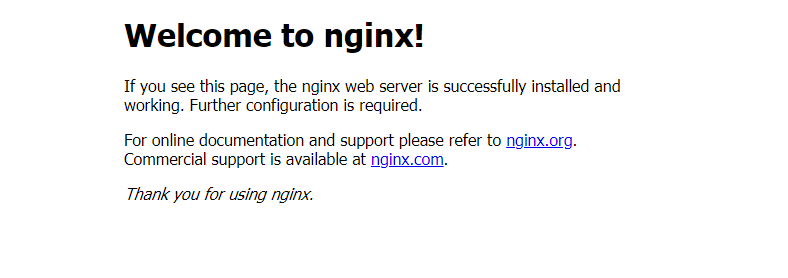 Welcome to nginx!
If you see this page, the nginx web server is successfully installed and
working. Further configuration is required.
For online documentation and support please refer to nginx.org.
Commercial support is available at nginx.com.
Thank you for using nginx.